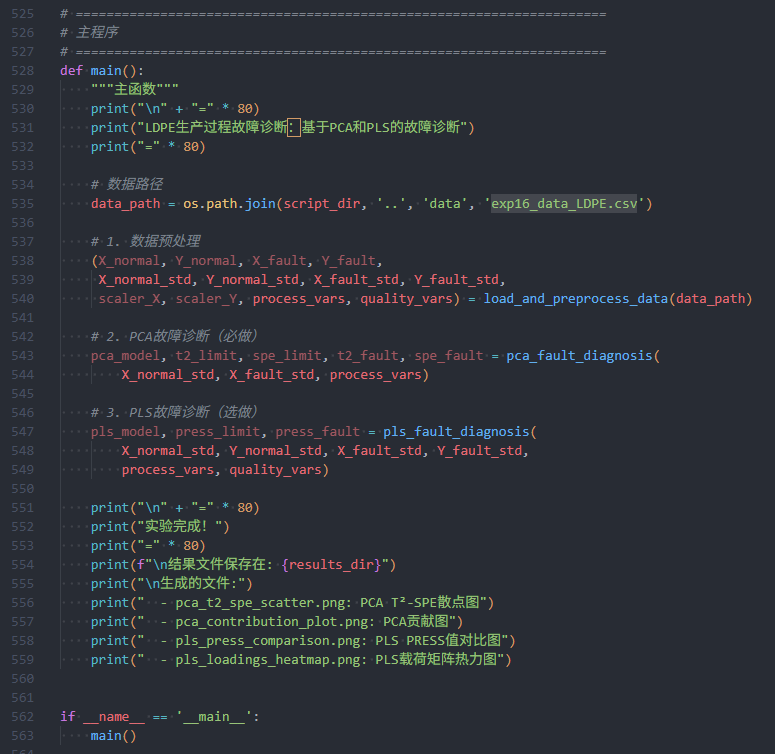 525 # =====================================================================
526 # 主程序
527 # =====================================================================
528 def main():
529     """主函数"""
530     print("\n" + "=" * 80)
531     print("LDPE生产过程故障诊断：基于PCA和PLS的故障诊断")
532     print("=" * 80)
533
534     # 数据路径
535     data_path = os.path.join(script_dir, '..', 'data', 'exp16_data_LDPE.csv')
536
537     # 1. 数据预处理
538     (X_normal, Y_normal, X_fault, Y_fault,
539      X_normal_std, Y_normal_std, X_fault_std, Y_fault_std,
540      scaler_X, scaler_Y, process_vars, quality_vars) = load_and_preprocess_data(data_path)
541
542     # 2. PCA故障诊断（必做）
543     pca_model, t2_limit, spe_limit, t2_fault, spe_fault = pca_fault_diagnosis(
544         X_normal_std, X_fault_std, process_vars)
545
546     # 3. PLS故障诊断（选做）
547     pls_model, press_limit, press_fault = pls_fault_diagnosis(
548         X_normal_std, Y_normal_std, X_fault_std, Y_fault_std,
549         process_vars, quality_vars)
550
551     print("\n" + "=" * 80)
552     print("实验完成！")
553     print("=" * 80)
554     print(f"\n结果文件保存在: {results_dir}")
555     print("\n生成的文件:")
556     print("  - pca_t2_spe_scatter.png: PCA T²-SPE散点图")
557     print("  - pca_contribution_plot.png: PCA贡献图")
558     print("  - pls_press_comparison.png: PLS PRESS值对比图")
559     print("  - pls_loadings_heatmap.png: PLS载荷矩阵热力图")
560
561
562 if __name__ == '__main__':
563     main()